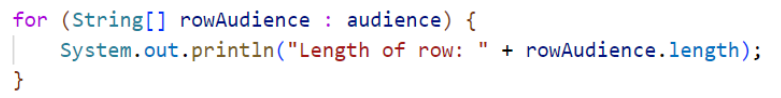 for (String[] rowAudience : audience) {
    System.out.println("Length of row: " + rowAudience.length);
}